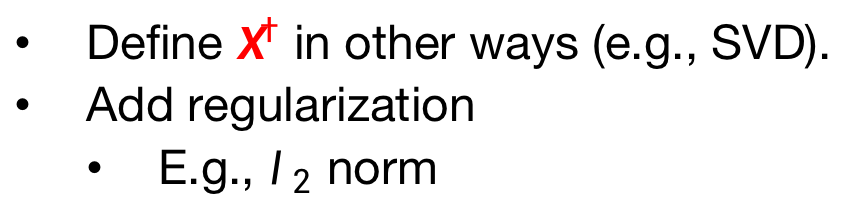 • Define X† in other ways (e.g., SVD).
• Add regularization
• E.g., l 2 norm